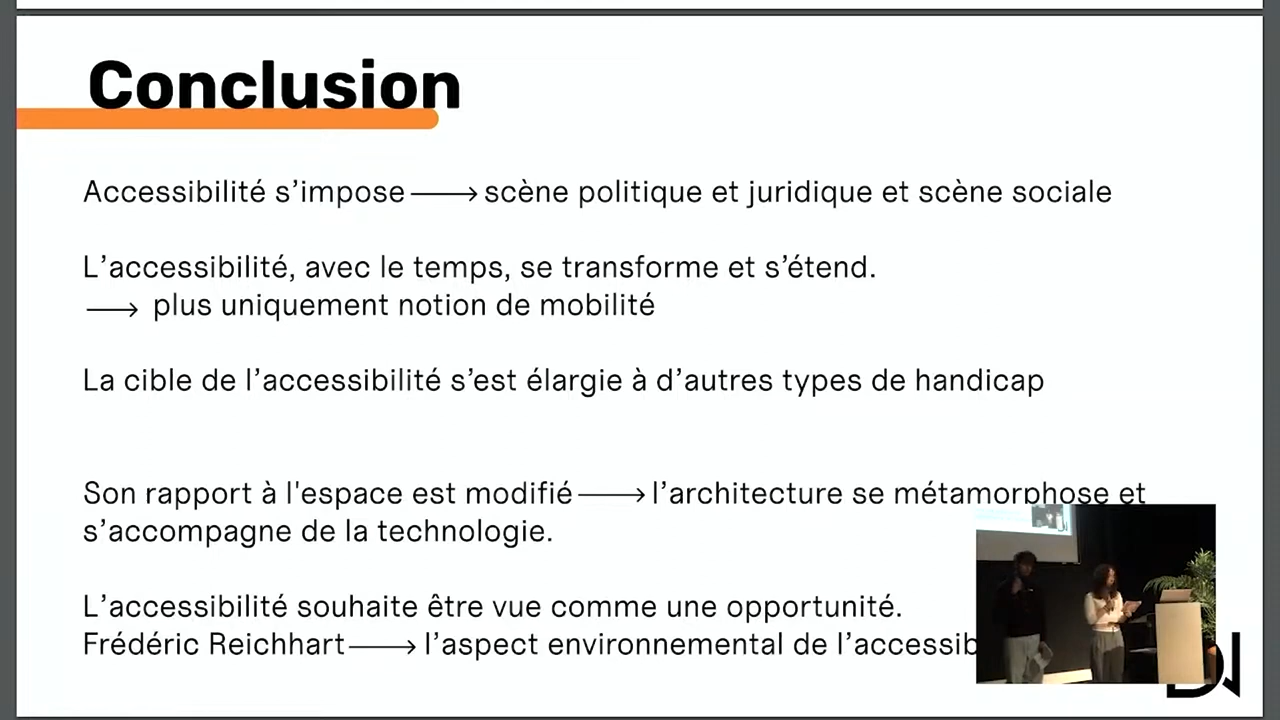 Conclusion
Accessibilité s’impose → scène politique et juridique et scène sociale
L’accessibilité, avec le temps, se transforme et s’étend.
→ plus uniquement notion de mobilité
La cible de l’accessibilité s’est élargie à d’autres types de handicap
Son rapport à l'espace est modifié → l’architecture se métamorphose et
s’accompagne de la technologie.
L’accessibilité souhaite être vue comme une opportunité.
Frédéric Reichhart → l’aspect environnemental de l’accessib